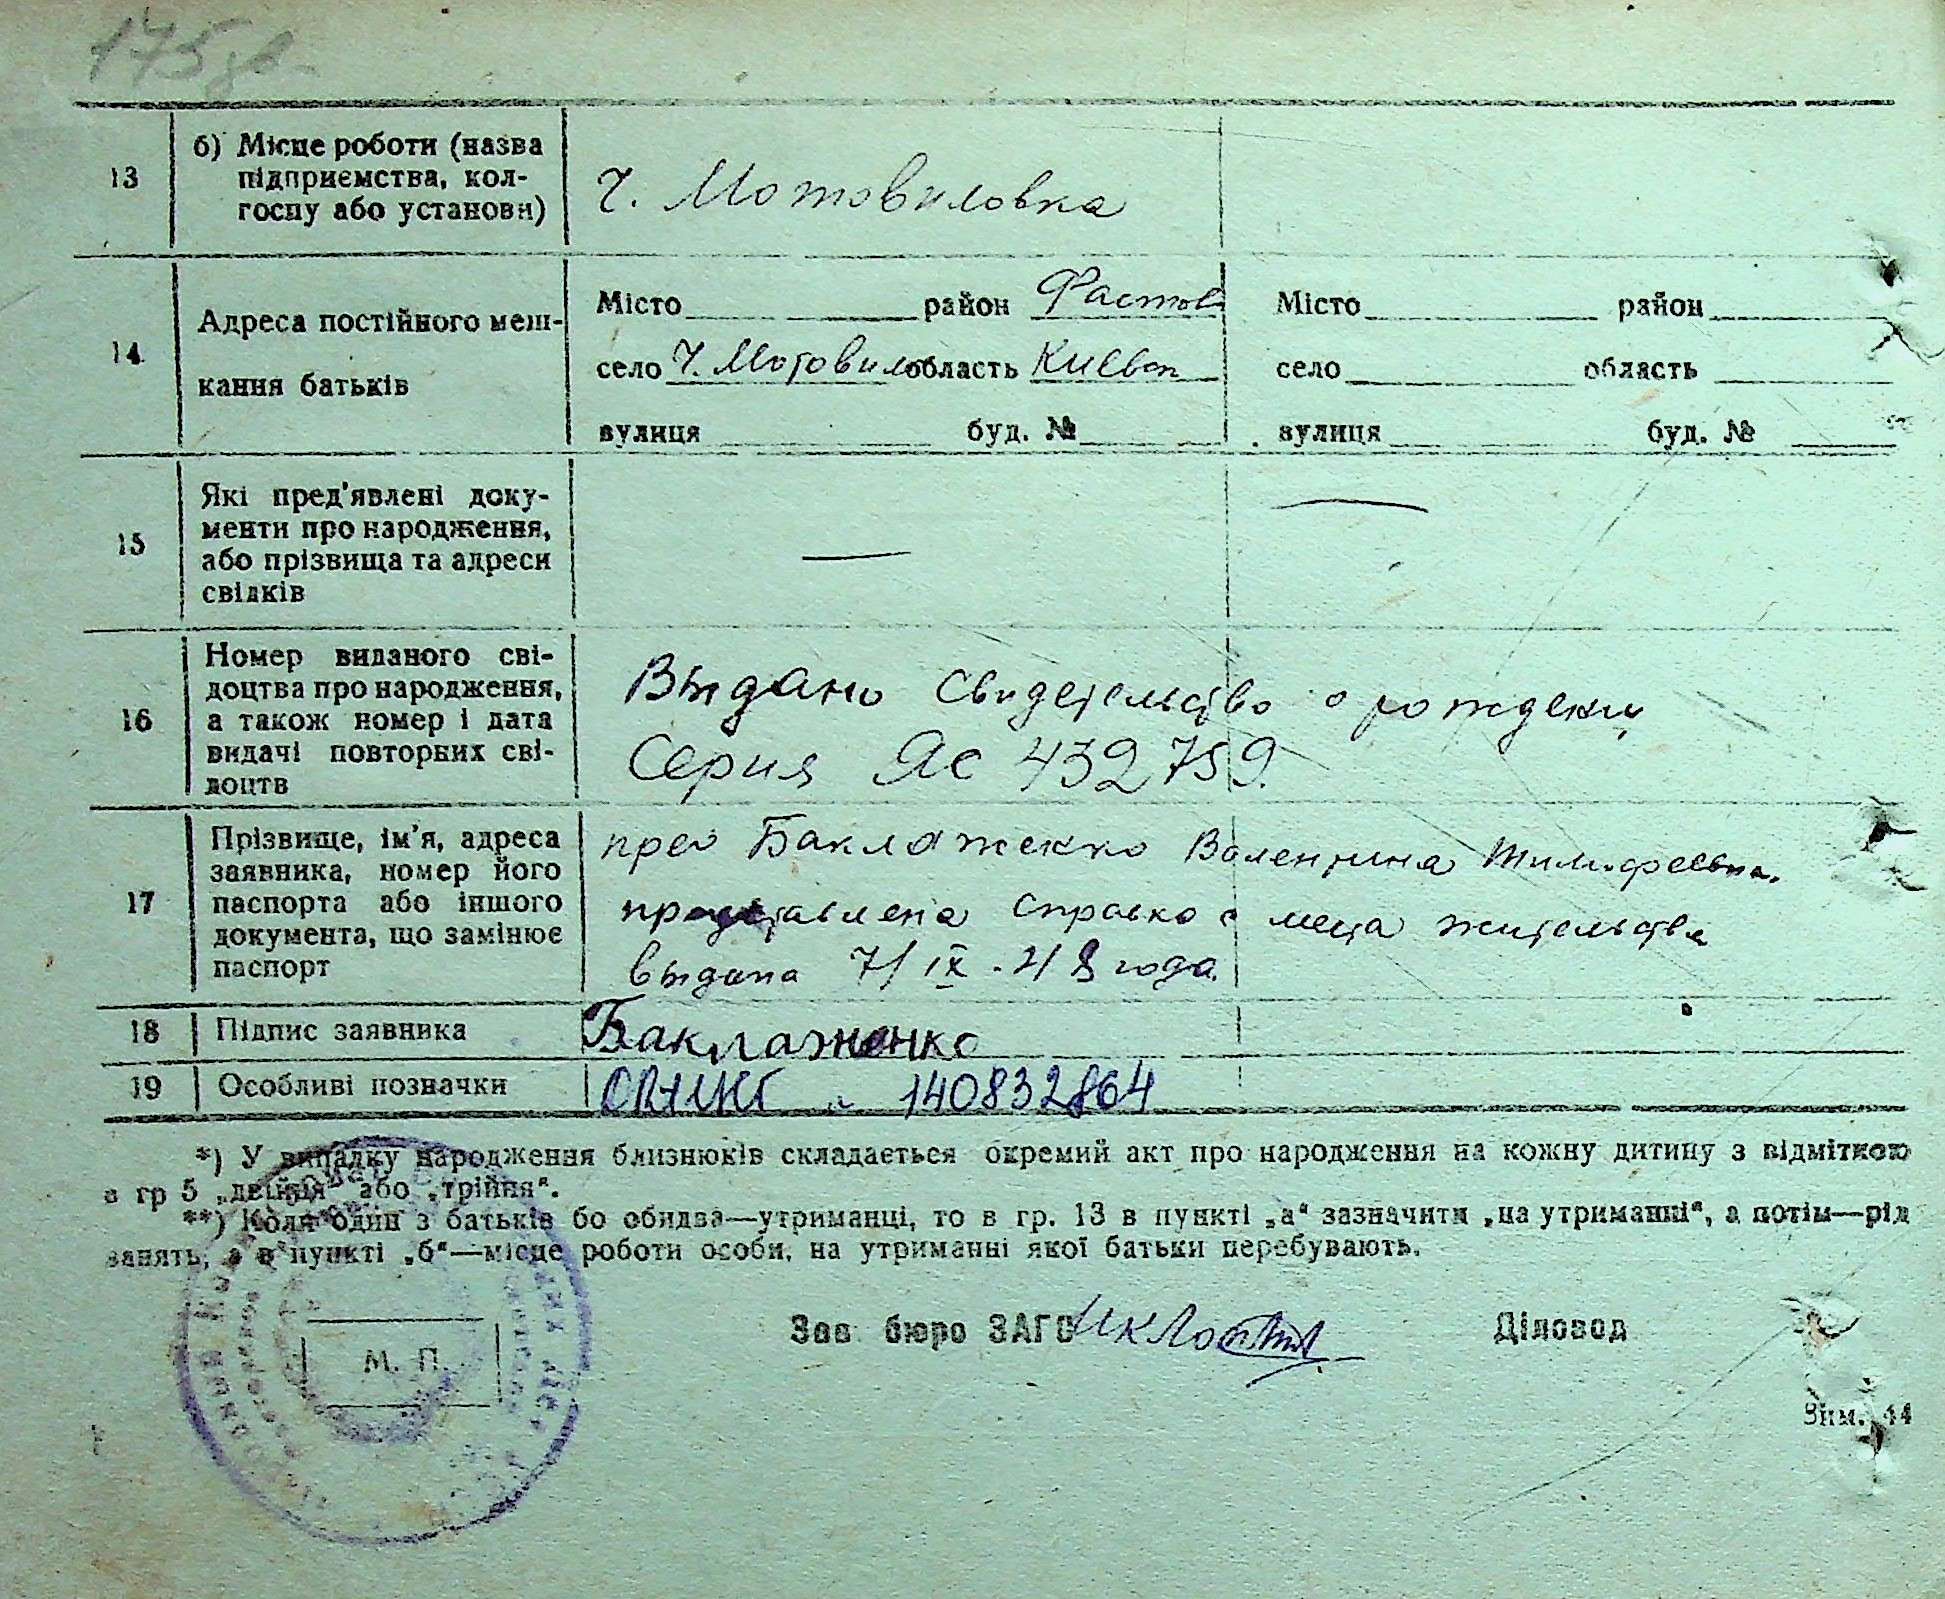 175
13
б) Місце роботи (назва
підприємства, кол-
госпу або установи)
Ч. Мотовиловка
14
Адреса постійного меш-
кання батьків
Місто район Фастов
село Ч. Мотовил область Киевск
вулиця буд. №
Місто район
село область
вулиця буд. №
15
Які пред'явлені доку-
менти про народження,
або прізвища та адреси
свідків
— —
16
Номер виданого сві-
доцтва про народження,
а також номер і дата
видачі повторних сві-
доцтв
Выдано свидетельство о рождении
Серия ЯС 432759.
17
Прізвище, ім'я, адреса
заявника, номер його
паспорта або іншого
документа, що замінює
паспорт
Баклаженко Валентина Тимофеевна.
представлена справка с места жительства
выдана 7/IX-48 года.
18
Підпис заявника
Баклаженко
19
Особливі позначки
140832864
*) У випадку народження близнюків складається окремий акт про народження на кожну дитину з відміткою
в гр 5 „двійня" або „трійня".
**) Коли один з батьків бо обидва—утриманці, то в гр. 13 в пункті „а" зазначити „на утриманні", а потім—рід
занять, а в пункті „б"—місце роботи особи, на утриманні якої батьки перебувають.
М. П.
Зав бюро ЗАГС
Діловод
Зам. 44